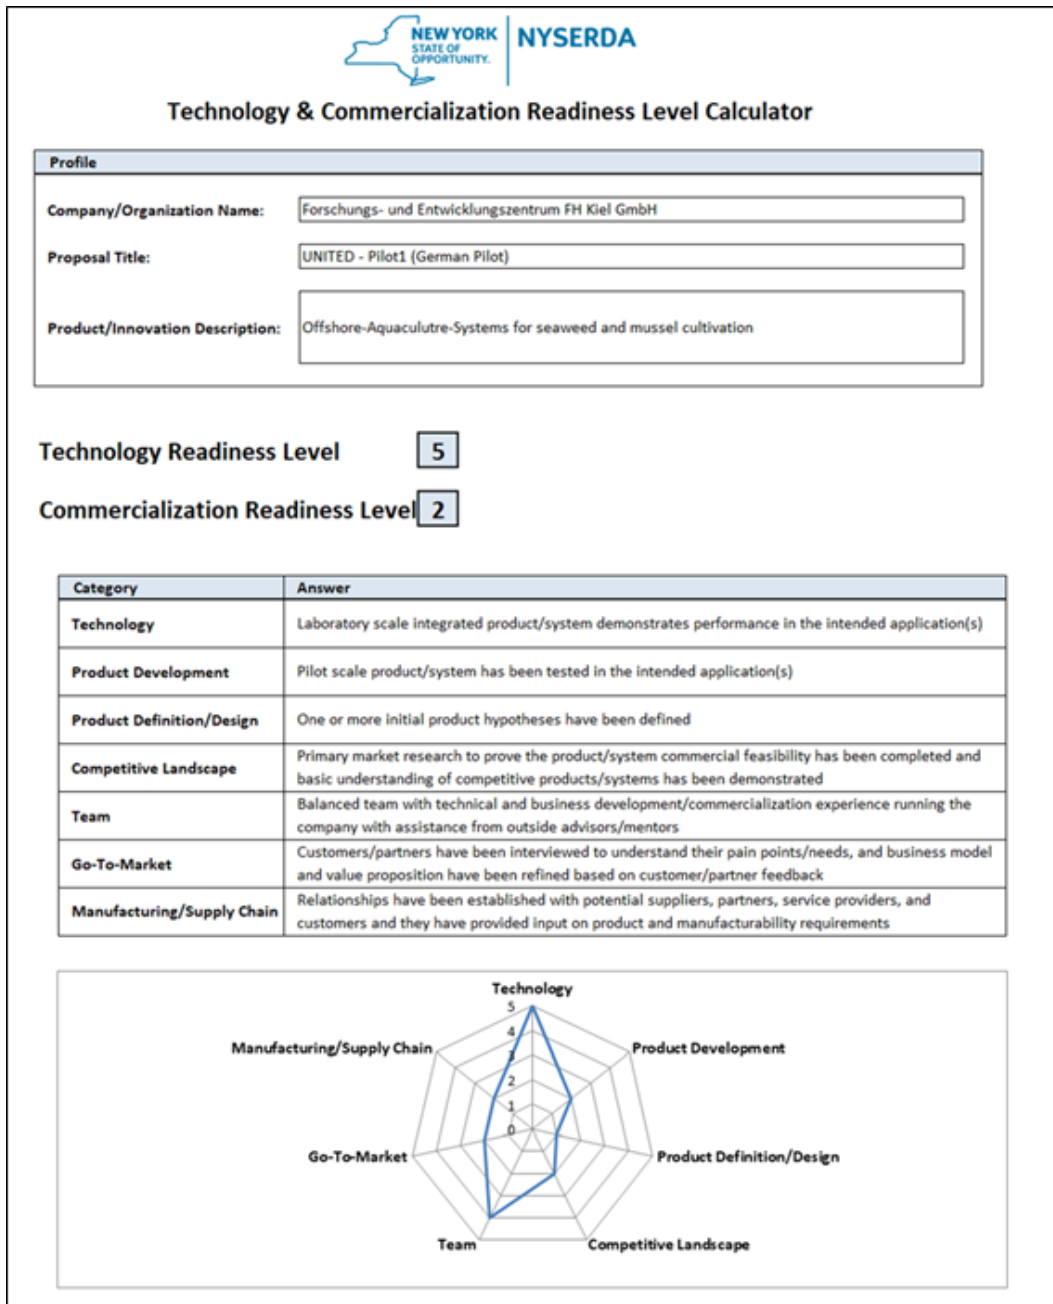 NEW YORK
STATE OF
OPPORTUNITY.
NYSERDA
Technology & Commercialization Readiness Level Calculator
Profile
Company/Organization Name: Forschungs- und Entwicklungszentrum FH Kiel GmbH
Proposal Title: UNITED - Pilot1 (German Pilot)
Product/Innovation Description: Offshore-Aquaculutre-Systems for seaweed and mussel cultivation
Technology Readiness Level 5
Commercialization Readiness Level 2
Category Answer
Technology Laboratory scale integrated product/system demonstrates performance in the intended application(s)
Product Development Pilot scale product/system has been tested in the intended application(s)
Product Definition/Design One or more initial product hypotheses have been defined
Competitive Landscape Primary market research to prove the product/system commercial feasibility has been completed and
basic understanding of competitive products/systems has been demonstrated
Team Balanced team with technical and business development/commercialization experience running the
company with assistance from outside advisors/mentors
Go-To-Market Customers/partners have been interviewed to understand their pain points/needs, and business model
and value proposition have been refined based on customer/partner feedback
Manufacturing/Supply Chain Relationships have been established with potential suppliers, partners, service providers, and
customers and they have provided input on product and manufacturability requirements
Technology
5
4
Manufacturing/Supply Chain
Product Development
3
2
1
0
Go-To-Market
Product Definition/Design
Team
Competitive Landscape